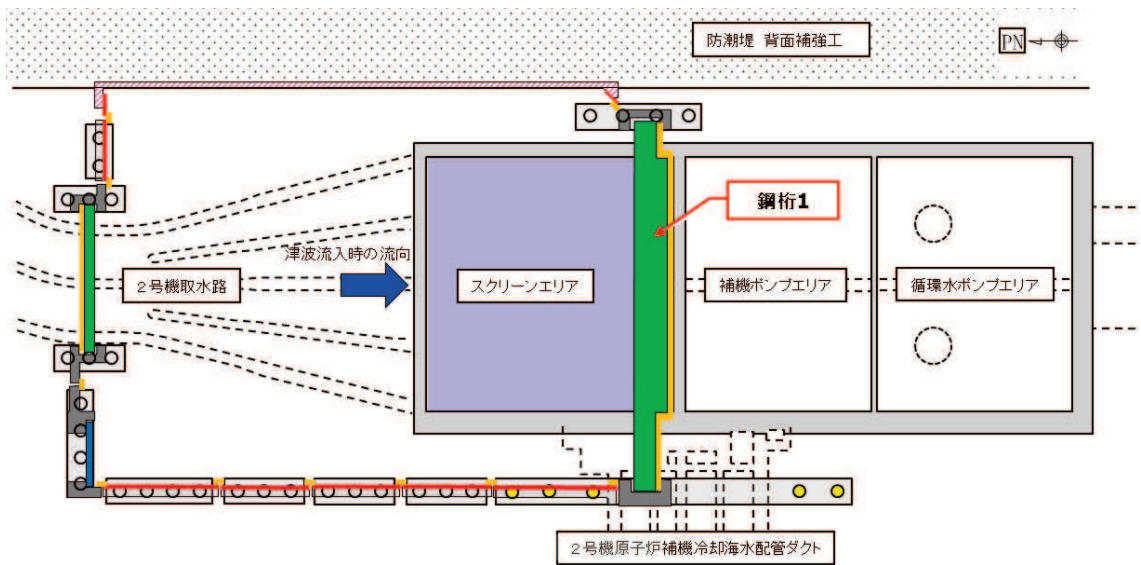 防潮堤 背面補強工
PN
鋼桁1
津波流入時の流向
2号機取水路
スクリーンエリア
補機ポンプエリア
循環水ポンプエリア
2号機原子炉補機冷却海水配管ダクト